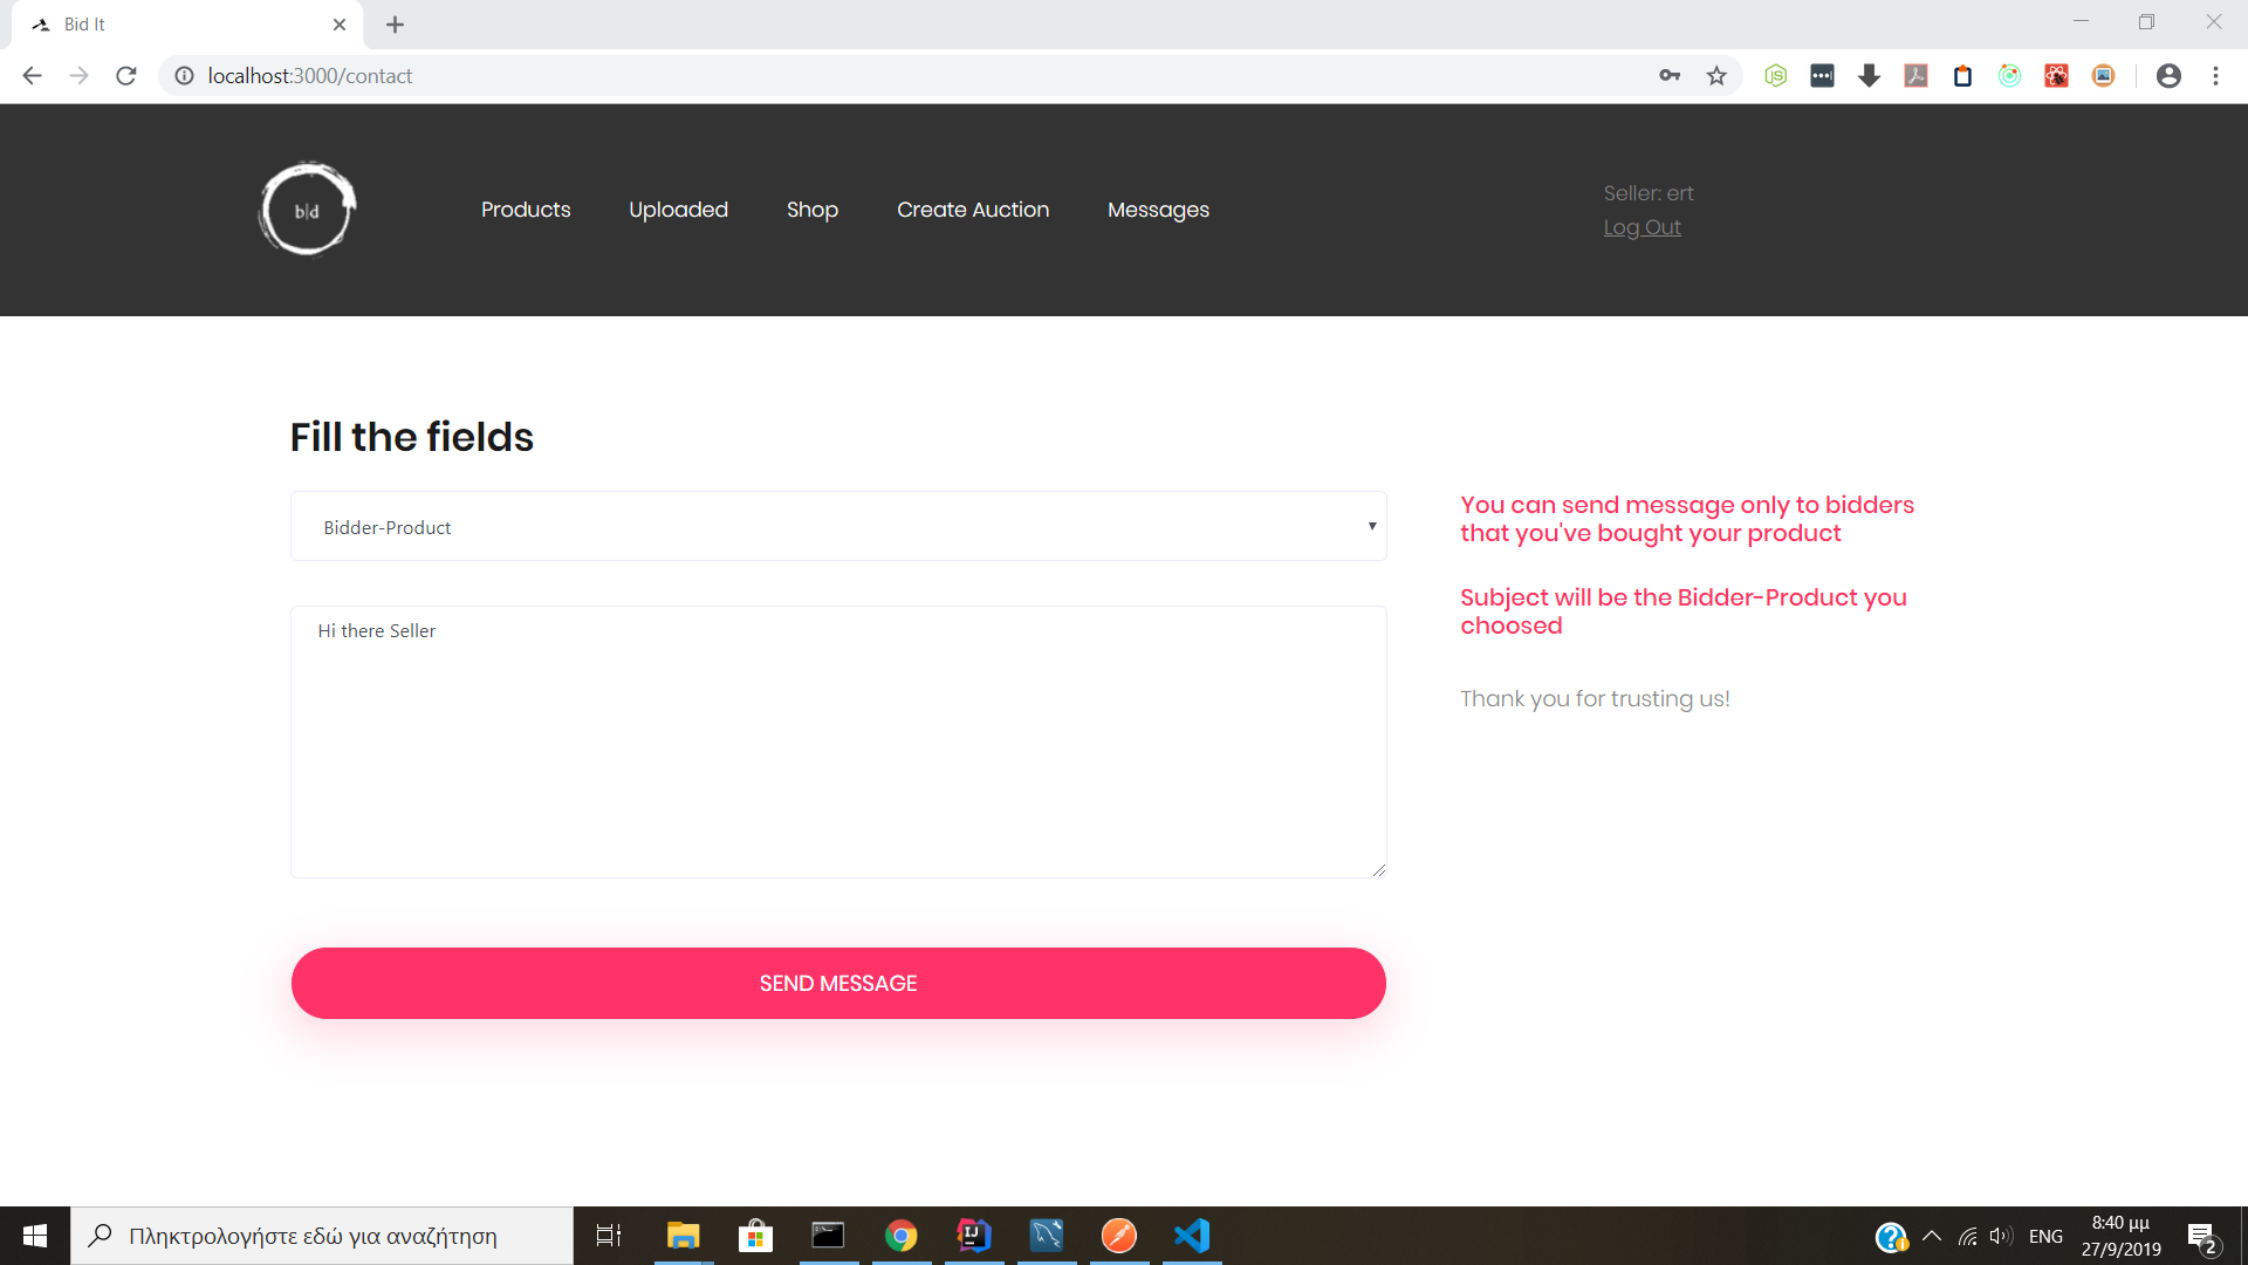 Bid It
localhost:3000/contact
b|d
Products
Uploaded
Shop
Create Auction
Messages
Seller: ert
Log Out
Fill the fields
Bidder-Product
Hi there Seller
SEND MESSAGE
You can send message only to bidders
that you've bought your product
Subject will be the Bidder-Product you
choosed
Thank you for trusting us!
Πληκτρολογήστε εδώ για αναζήτηση
ENG
8:40 μμ
27/9/2019
2